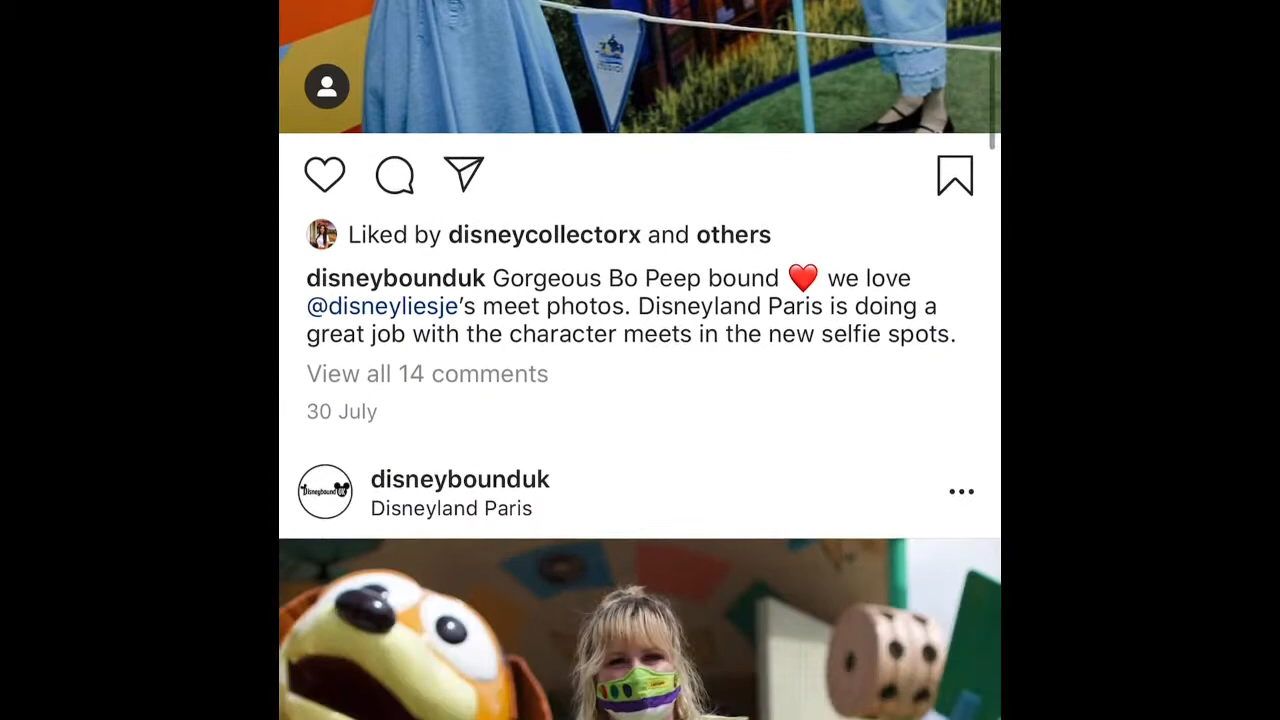 Liked by disneycollectorx and others
disneybounduk Gorgeous Bo Peep bound ❤️ we love
@disneyliesje's meet photos. Disneyland Paris is doing a
great job with the character meets in the new selfie spots.
View all 14 comments
30 July
Disneybound UK
disneybounduk
Disneyland Paris